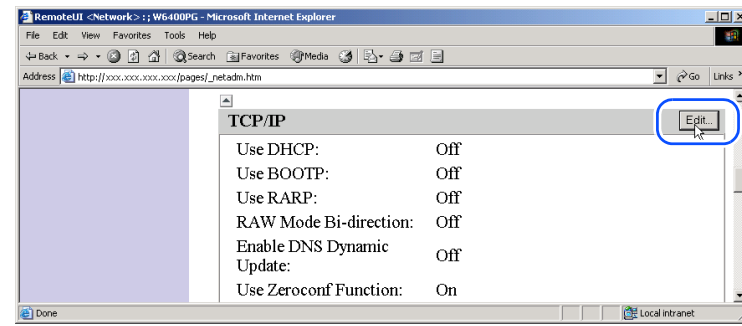 RemoteUI <Network>: ; W6400PG - Microsoft Internet Explorer
File Edit View Favorites Tools Help
Back Search Favorites Media
Address http://xxx.xxx.xxx.xxx/pages/_netadm.htm Go Links »
TCP/IP Edit...
Use DHCP: Off
Use BOOTP: Off
Use RARP: Off
RAW Mode Bi-direction: Off
Enable DNS Dynamic
Update: Off
Use Zeroconf Function: On
Done Local intranet